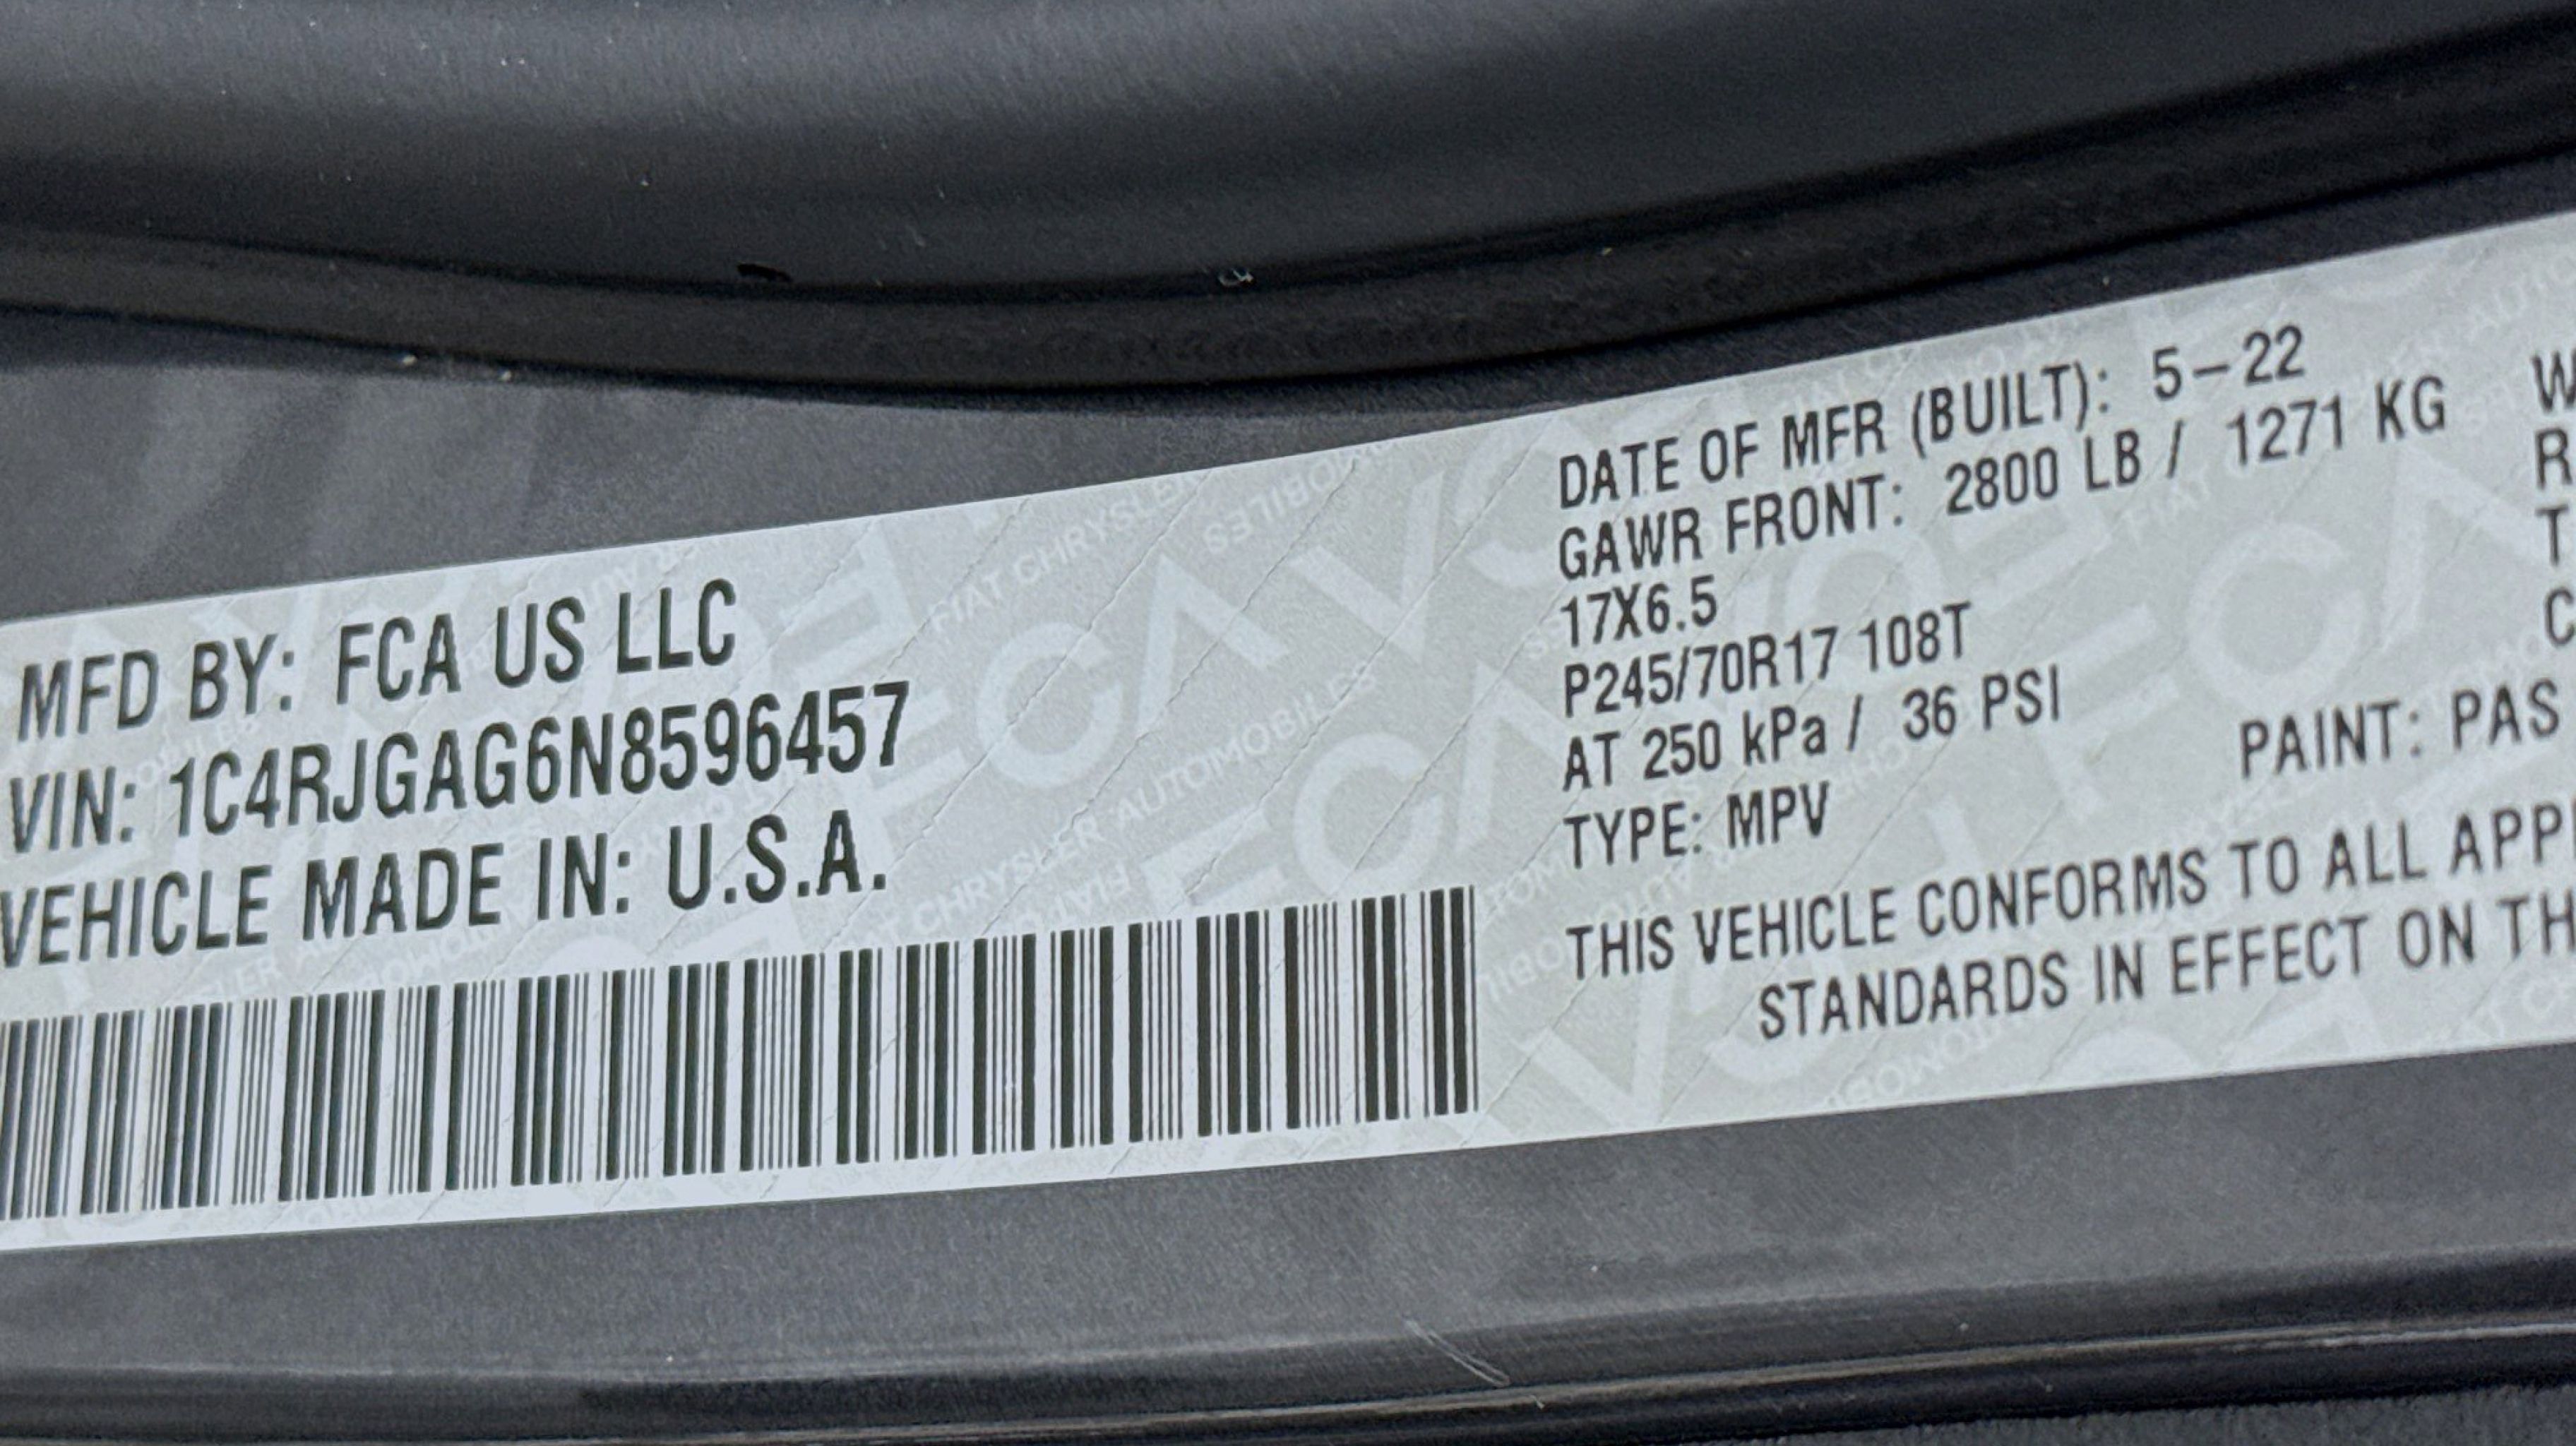 MFD BY: FCA US LLC
VIN: 1C4RJGAG6N8596457
VEHICLE MADE IN: U.S.A.
DATE OF MFR (BUILT): 5-22
GAWR FRONT: 2800 LB / 1271 KG
17X6.5
P245/70R17 108T
AT 250 kPa / 36 PSI
TYPE: MPV
PAINT: PAS
THIS VEHICLE CONFORMS TO ALL APP
STANDARDS IN EFFECT ON TH
W
R
T
C